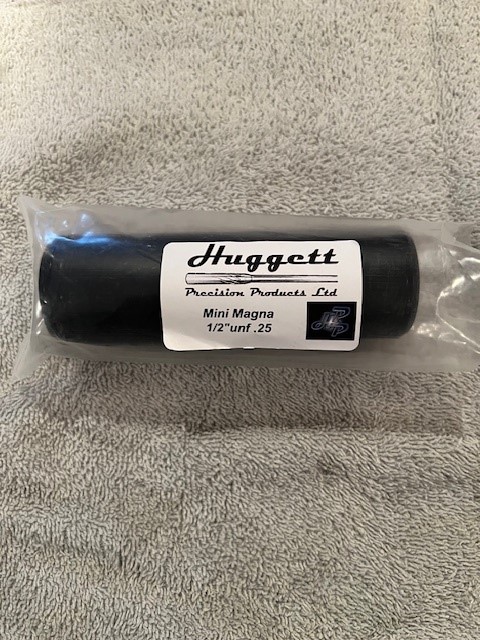 Huggett
Precision Products Ltd
Mini Magna
1/2"unf .25